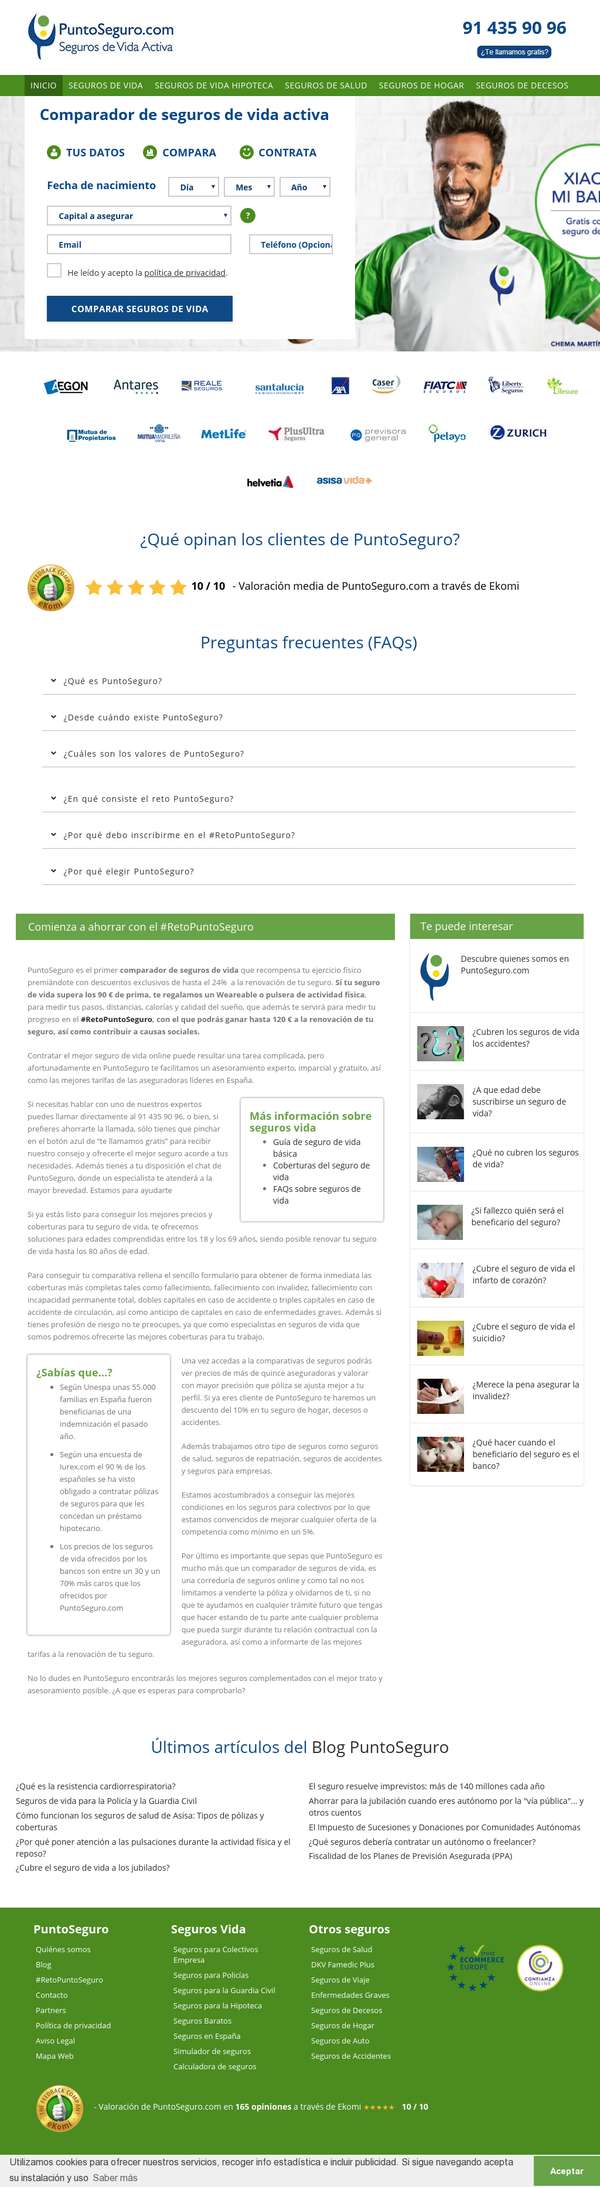 PuntoSeguro.com
Seguros de Vida Activa
91 435 90 96
¿Te llamamos gratis?
INICIO SEGUROS DE VIDA SEGUROS DE VIDA HIPOTECA SEGUROS DE SALUD SEGUROS DE HOGAR SEGUROS DE DECESOS
Comparador de seguros de vida activa
TUS DATOS COMPARA CONTRATA
Fecha de nacimiento Día Mes Año
Capital a asegurar ?
Email Teléfono (Opciona
He leído y acepto la política de privacidad.
COMPARAR SEGUROS DE VIDA
XIAO
MI BA
Gratis co
seguro de
CHEMA MARTÍN
AEGON Antares REALE SEGUROS santalucía AXA Caser FIATC SEGUROS Liberty Seguros Lifesure
Mutua de Propietarios MUTUA MADRILEÑA MetLife PlusUltra Seguros previsora general pelayo ZURICH
helvetia asisa vida
¿Qué opinan los clientes de PuntoSeguro?
THE FEEDBACK COMPANY eKomi
10 / 10 - Valoración media de PuntoSeguro.com a través de Ekomi
Preguntas frecuentes (FAQs)
¿Qué es PuntoSeguro?
¿Desde cuándo existe PuntoSeguro?
¿Cuáles son los valores de PuntoSeguro?
¿En qué consiste el reto PuntoSeguro?
¿Por qué debo inscribirme en el #RetoPuntoSeguro?
¿Por qué elegir PuntoSeguro?
Comienza a ahorrar con el #RetoPuntoSeguro
PuntoSeguro es el primer comparador de seguros de vida que recompensa tu ejercicio físico
premiándote con descuentos exclusivos de hasta el 24% a la renovación de tu seguro. Si tu seguro
de vida supera los 90 € de prima, te regalamos un Weareable o pulsera de actividad física,
para medir tus pasos, distancias, calorías y calidad del sueño, que además te servirá para medir tu
progreso en el #RetoPuntoSeguro, con el que podrás ganar hasta 120 € a la renovación de tu
seguro, así como contribuir a causas sociales.
Contratar el mejor seguro de vida online puede resultar una tarea complicada, pero
afortunadamente en PuntoSeguro te facilitamos un asesoramiento experto, imparcial y gratuito, así
como las mejores tarifas de las aseguradoras líderes en España.
Si necesitas hablar con uno de nuestros expertos
puedes llamar directamente al 91 435 90 96, o bien, si
prefieres ahorrarte la llamada, sólo tienes que pinchar
en el botón azul de "te llamamos gratis" para recibir
nuestro consejo y ofrecerte el mejor seguro acorde a tus
necesidades. Además tienes a tu disposición el chat de
PuntoSeguro, donde un especialista te atenderá a la
mayor brevedad. Estamos para ayudarte
Más información sobre
seguros vida
Guía de seguro de vida
básica
Coberturas del seguro de
vida
FAQs sobre seguros de
vida
Si ya estás listo para conseguir los mejores precios y
coberturas para tu seguro de vida, te ofrecemos
soluciones para edades comprendidas entre los 18 y los 69 años, siendo posible renovar tu seguro
de vida hasta los 80 años de edad.
Para conseguir tu comparativa rellena el sencillo formulario para obtener de forma inmediata las
coberturas más completas tales como fallecimiento, fallecimiento con invalidez, fallecimiento con
incapacidad permanente total, dobles capitales en caso de accidente o triples capitales en caso de
accidente de circulación, así como anticipo de capitales en caso de enfermedades graves. Además si
tienes profesión de riesgo no te preocupes, ya que como especialistas en seguros de vida que
somos podremos ofrecerte las mejores coberturas para tu trabajo.
¿Sabías que...?
Según Unespa unas 55.000
familias en España fueron
beneficiarias de una
indemnización el pasado
año.
Según una encuesta de
Iurex.com el 90 % de los
españoles se ha visto
obligado a contratar pólizas
de seguros para que les
concedan un préstamo
hipotecario.
Los precios de los seguros
de vida ofrecidos por los
bancos son entre un 30 y un
70% más caros que los
ofrecidos por
PuntoSeguro.com
Una vez accedas a la comparativas de seguros podrás
ver precios de más de quince aseguradoras y valorar
con mayor precisión que póliza se ajusta mejor a tu
perfil. Si ya eres cliente de PuntoSeguro te haremos un
descuento del 10% en tu seguro de hogar, decesos o
accidentes.
Además trabajamos otro tipo de seguros como seguros
de salud, seguros de repatriación, seguros de accidentes
y seguros para empresas.
Estamos acostumbrados a conseguir las mejores
condiciones en los seguros para colectivos por lo que
estamos convencidos de mejorar cualquier oferta de la
competencia como mínimo en un 5%.
Por último es importante que sepas que PuntoSeguro es
mucho más que un comparador de seguros de vida, es
una correduría de seguros online y como tal no nos
limitamos a venderte la póliza y olvidarnos de ti, si no
que te ayudamos en cualquier trámite futuro que tengas
que hacer estando de tu parte ante cualquier problema
que pueda surgir durante tu relación contractual con la
aseguradora, así como a informarte de las mejores
tarifas a la renovación de tu seguro.
No lo dudes en PuntoSeguro encontrarás los mejores seguros complementados con el mejor trato y
asesoramiento posible. ¿A que es esperas para comprobarlo?
Te puede interesar
Descubre quienes somos en
PuntoSeguro.com
¿Cubren los seguros de vida
los accidentes?
¿A que edad debe
suscribirse un seguro de
vida?
¿Qué no cubren los seguros
de vida?
¿Si fallezco quién será el
beneficario del seguro?
¿Cubre el seguro de vida el
infarto de corazón?
¿Cubre el seguro de vida el
suicidio?
¿Merece la pena asegurar la
invalidez?
¿Qué hacer cuando el
beneficiario del seguro es el
banco?
Últimos artículos del Blog PuntoSeguro
¿Qué es la resistencia cardiorrespiratoria?
Seguros de vida para la Policía y la Guardia Civil
Cómo funcionan los seguros de salud de Asisa: Tipos de pólizas y
coberturas
¿Por qué poner atención a las pulsaciones durante la actividad física y el
reposo?
¿Cubre el seguro de vida a los jubilados?
El seguro resuelve imprevistos: más de 140 millones cada año
Ahorrar para la jubilación cuando eres autónomo por la "vía pública"... y
otros cuentos
El Impuesto de Sucesiones y Donaciones por Comunidades Autónomas
¿Qué seguros debería contratar un autónomo o freelancer?
Fiscalidad de los Planes de Previsión Asegurada (PPA)
PuntoSeguro
Quiénes somos
Blog
#RetoPuntoSeguro
Contacto
Partners
Política de privacidad
Aviso Legal
Mapa Web
Seguros Vida
Seguros para Colectivos
Empresa
Seguros para Policías
Seguros para la Guardia Civil
Seguros para la Hipoteca
Seguros Baratos
Seguros en España
Simulador de seguros
Calculadora de seguros
Otros seguros
Seguros de Salud
DKV Famedic Plus
Seguros de Viaje
Enfermedades Graves
Seguros de Decesos
Seguros de Hogar
Seguros de Auto
Seguros de Accidentes
ECOMMERCE
EUROPE
CONFIANZA
ONLINE
THE FEEDBACK COMPANY eKomi
- Valoración de PuntoSeguro.com en 165 opiniones a través de Ekomi 10 / 10
Utilizamos cookies para ofrecer nuestros servicios, recoger info estadística e incluir publicidad. Si sigue navegando acepta
su instalación y uso Saber más
Aceptar